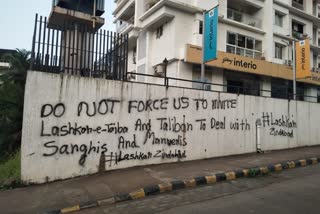 interio
DO NOT FORCE US TO INVITE
Lashkar-e-Taiba And Taliban To Deal with
Sanghis And Manuvadis
#Lashkar Zindabad
#Lashkar
Zindabad